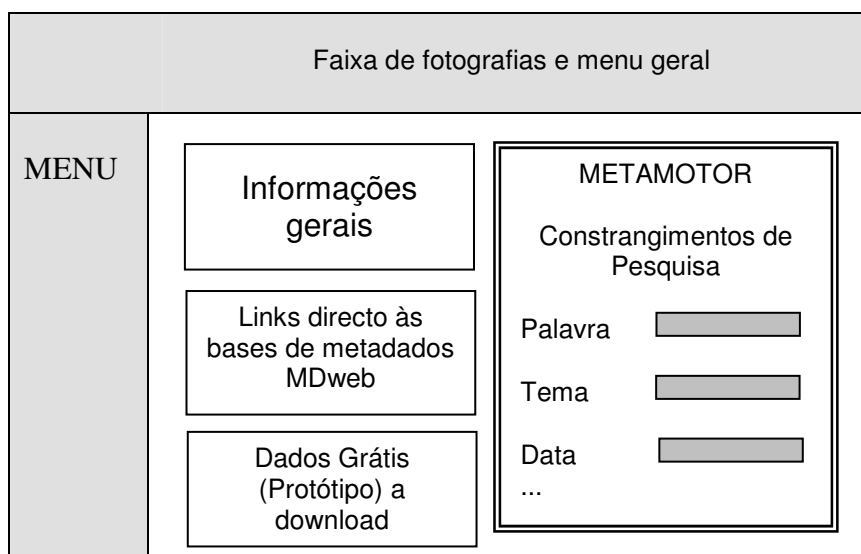 Faixa de fotografias e menu geral
MENU
Informações
gerais
Links directo às
bases de metadados
MDweb
Dados Grátis
(Protótipo) a
download
METAMOTOR
Constrangimentos de
Pesquisa
Palavra
Tema
Data
...